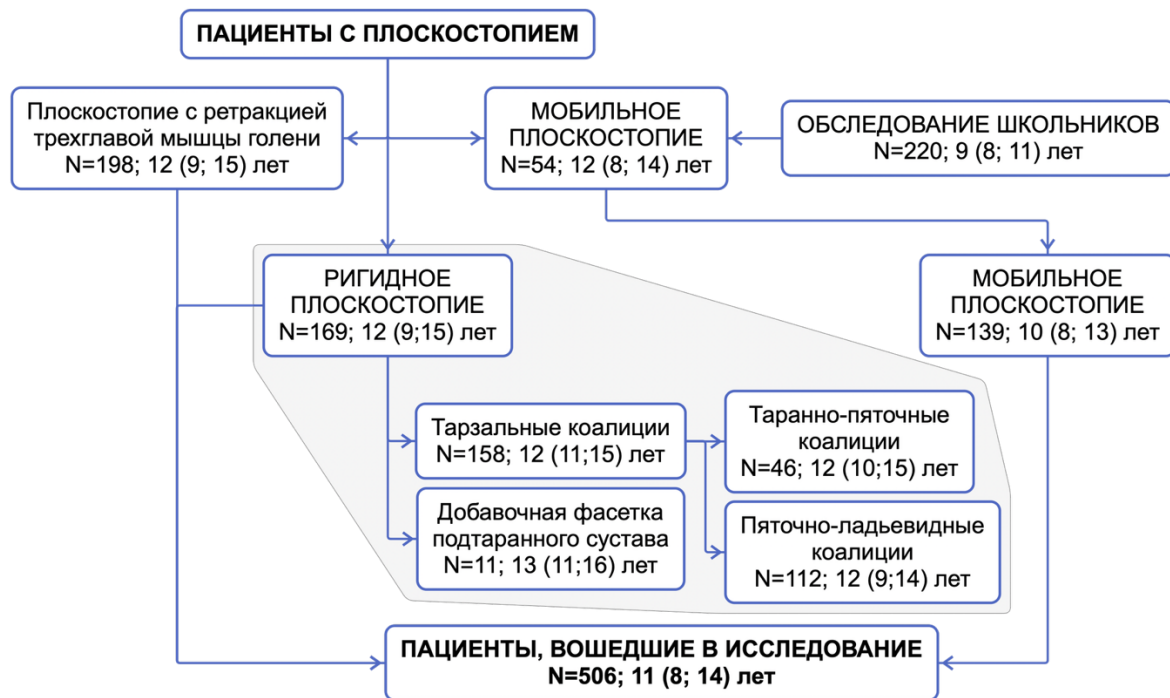 ПАЦИЕНТЫ С ПЛОСКОСТОПИЕМ
Плоскостопие с ретракцией
трехглавой мышцы голени
N=198; 12 (9; 15) лет
МОБИЛЬНОЕ
ПЛОСКОСТОПИЕ
N=54; 12 (8; 14) лет
ОБСЛЕДОВАНИЕ ШКОЛЬНИКОВ
N=220; 9 (8; 11) лет
РИГИДНОЕ
ПЛОСКОСТОПИЕ
N=169; 12 (9;15) лет
МОБИЛЬНОЕ
ПЛОСКОСТОПИЕ
N=139; 10 (8; 13) лет
Тарзальные коалиции
N=158; 12 (11;15) лет
Таранно-пяточные
коалиции
N=46; 12 (10;15) лет
Добавочная фасетка
подтаранного сустава
N=11; 13 (11;16) лет
Пяточно-ладьевидные
коалиции
N=112; 12 (9;14) лет
ПАЦИЕНТЫ, ВОШЕДШИЕ В ИССЛЕДОВАНИЕ
N=506; 11 (8; 14) лет